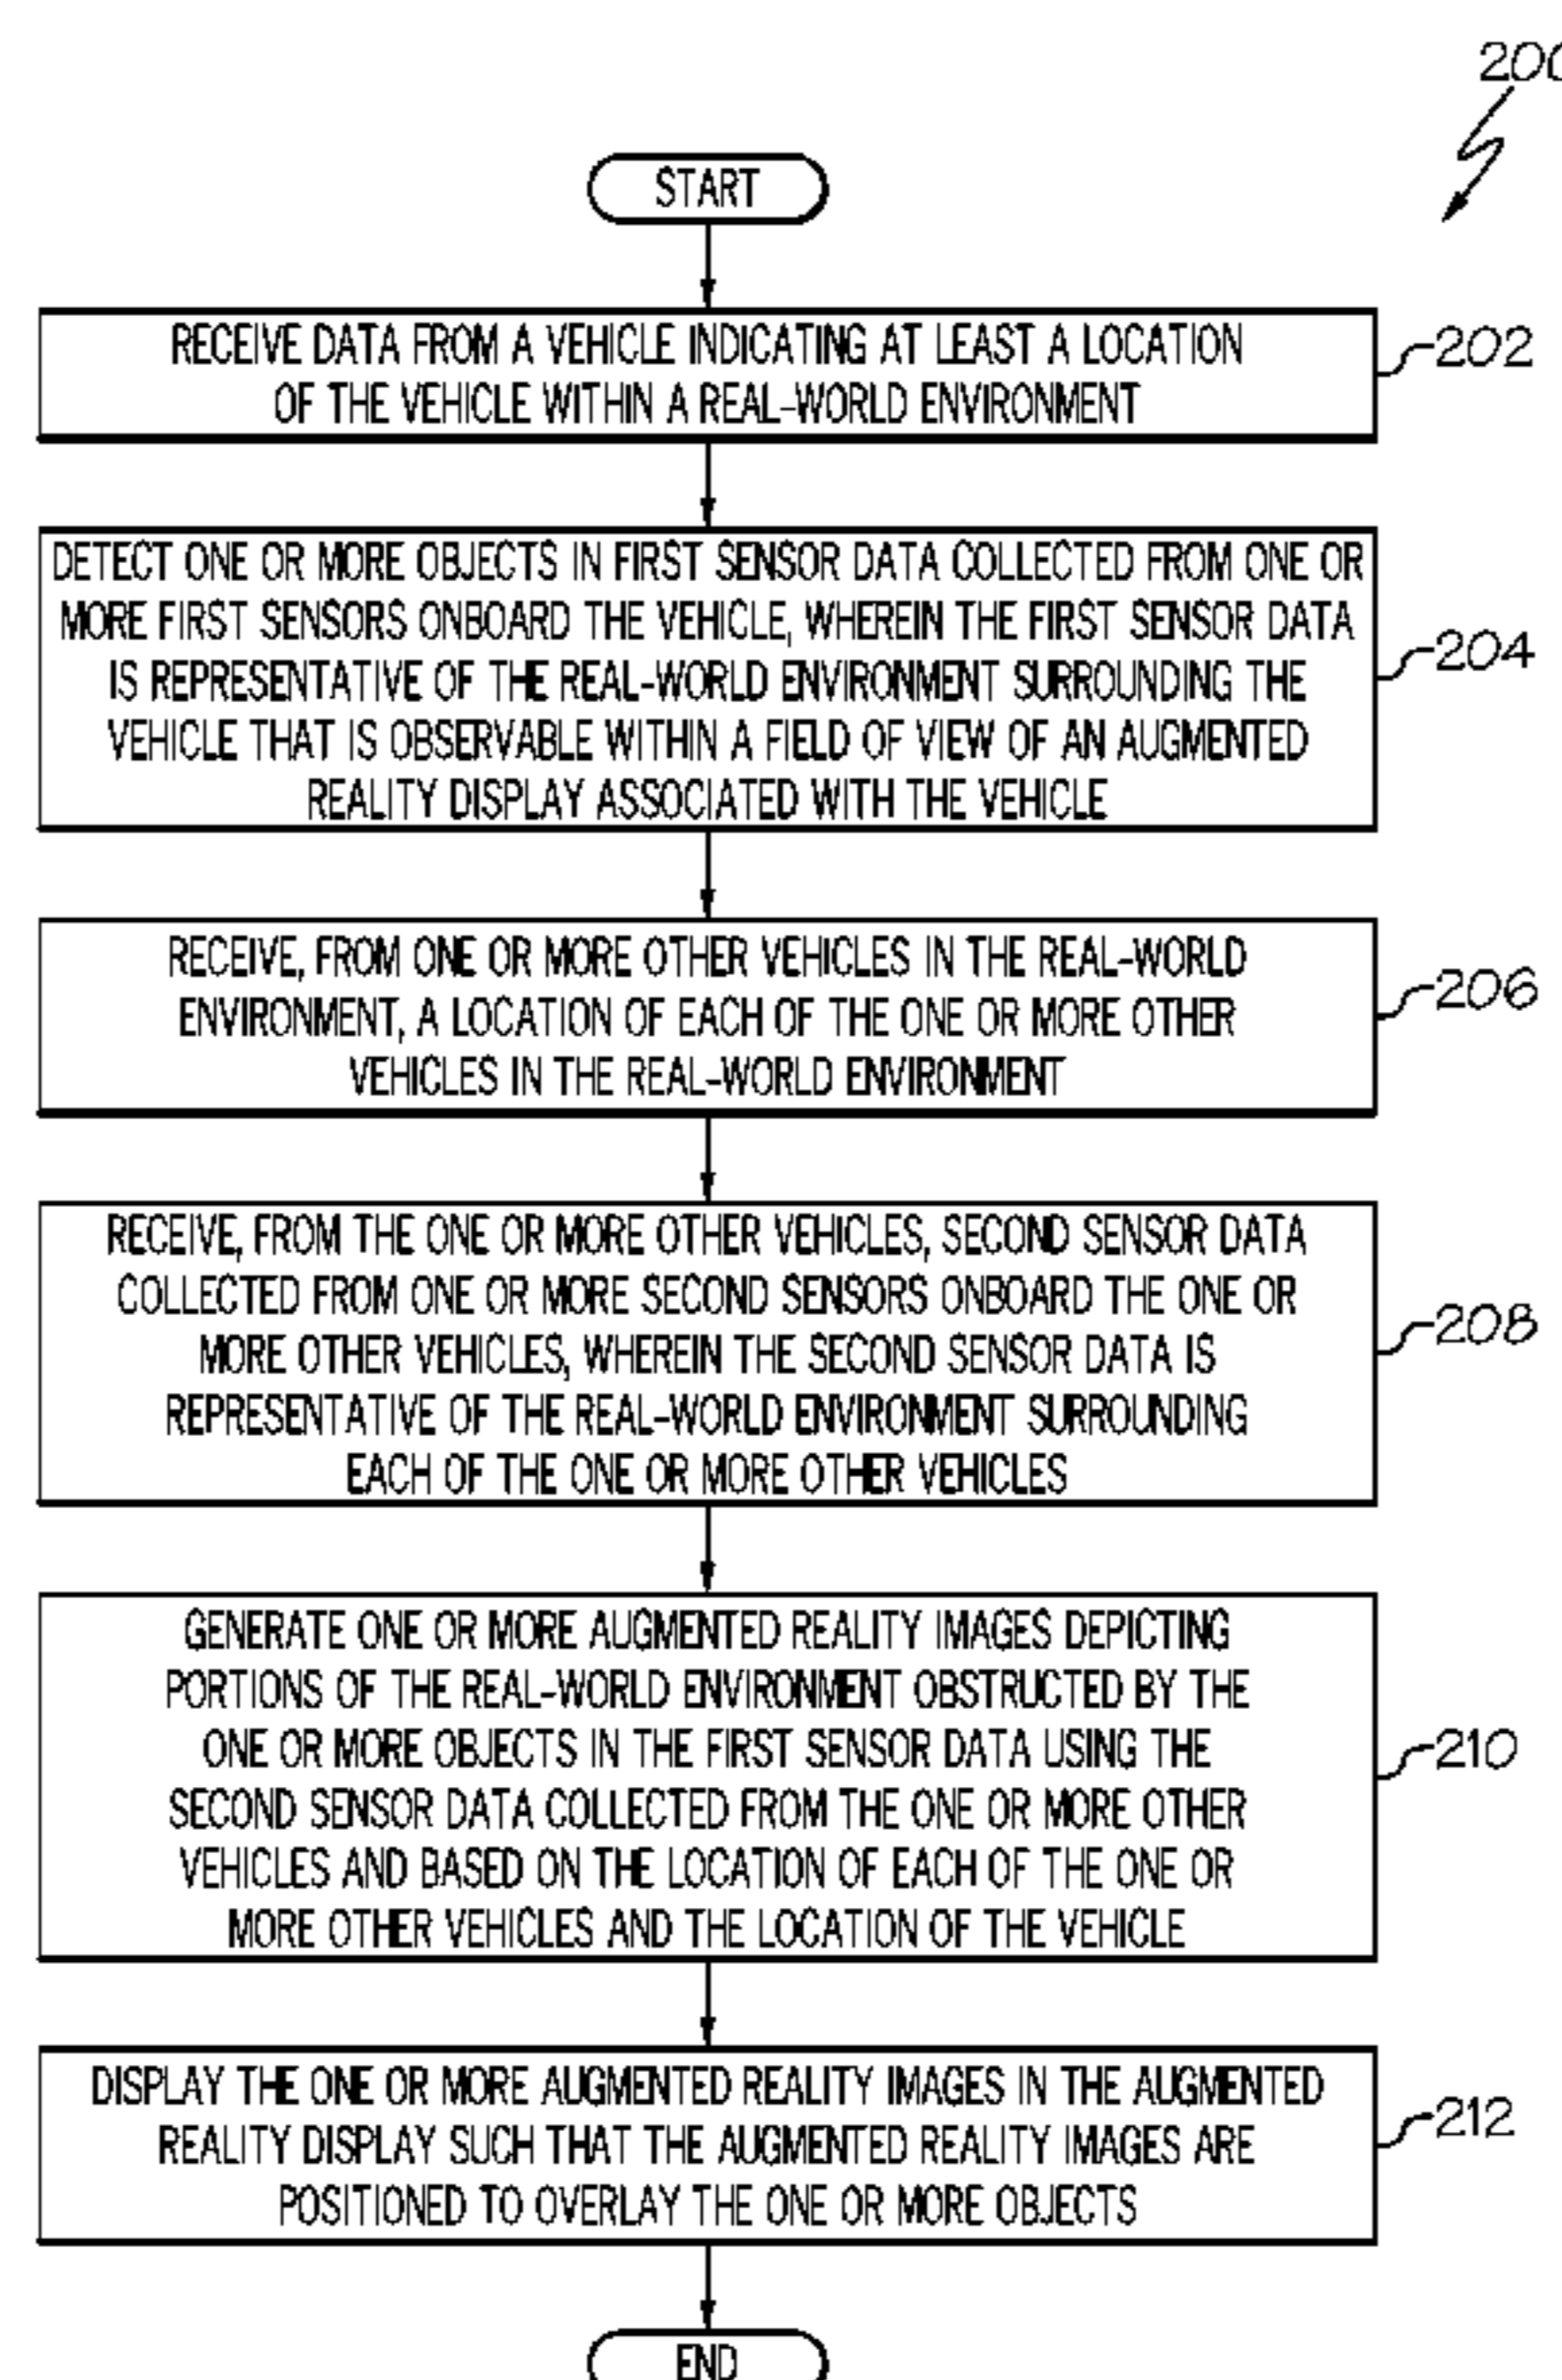 200
START
RECEIVE DATA FROM A VEHICLE INDICATING AT LEAST A LOCATION
OF THE VEHICLE WITHIN A REAL-WORLD ENVIRONMENT
202
DETECT ONE OR MORE OBJECTS IN FIRST SENSOR DATA COLLECTED FROM ONE OR
MORE FIRST SENSORS ONBOARD THE VEHICLE, WHEREIN THE FIRST SENSOR DATA
IS REPRESENTATIVE OF THE REAL-WORLD ENVIRONMENT SURROUNDING THE
VEHICLE THAT IS OBSERVABLE WITHIN A FIELD OF VIEW OF AN AUGMENTED
REALITY DISPLAY ASSOCIATED WITH THE VEHICLE
204
RECEIVE, FROM ONE OR MORE OTHER VEHICLES IN THE REAL-WORLD
ENVIRONMENT, A LOCATION OF EACH OF THE ONE OR MORE OTHER
VEHICLES IN THE REAL-WORLD ENVIRONMENT
206
RECEIVE, FROM THE ONE OR MORE OTHER VEHICLES, SECOND SENSOR DATA
COLLECTED FROM ONE OR MORE SECOND SENSORS ONBOARD THE ONE OR
MORE OTHER VEHICLES, WHEREIN THE SECOND SENSOR DATA IS
REPRESENTATIVE OF THE REAL-WORLD ENVIRONMENT SURROUNDING
EACH OF THE ONE OR MORE OTHER VEHICLES
208
GENERATE ONE OR MORE AUGMENTED REALITY IMAGES DEPICTING
PORTIONS OF THE REAL-WORLD ENVIRONMENT OBSTRUCTED BY THE
ONE OR MORE OBJECTS IN THE FIRST SENSOR DATA USING THE
SECOND SENSOR DATA COLLECTED FROM THE ONE OR MORE OTHER
VEHICLES AND BASED ON THE LOCATION OF EACH OF THE ONE OR
MORE OTHER VEHICLES AND THE LOCATION OF THE VEHICLE
210
DISPLAY THE ONE OR MORE AUGMENTED REALITY IMAGES IN THE AUGMENTED
REALITY DISPLAY SUCH THAT THE AUGMENTED REALITY IMAGES ARE
POSITIONED TO OVERLAY THE ONE OR MORE OBJECTS
212
END